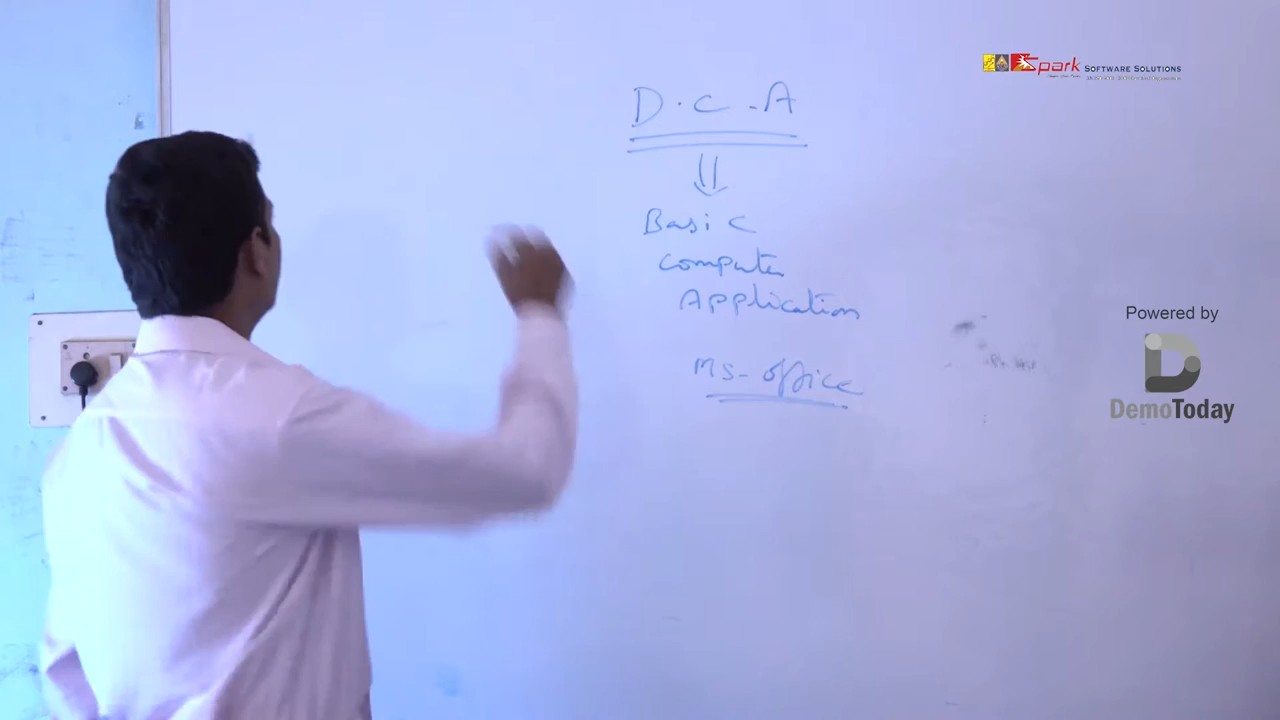 Spark SOFTWARE SOLUTIONS
D.C.A
Basic
Computer
Application
MS-office
Powered by
DemoToday